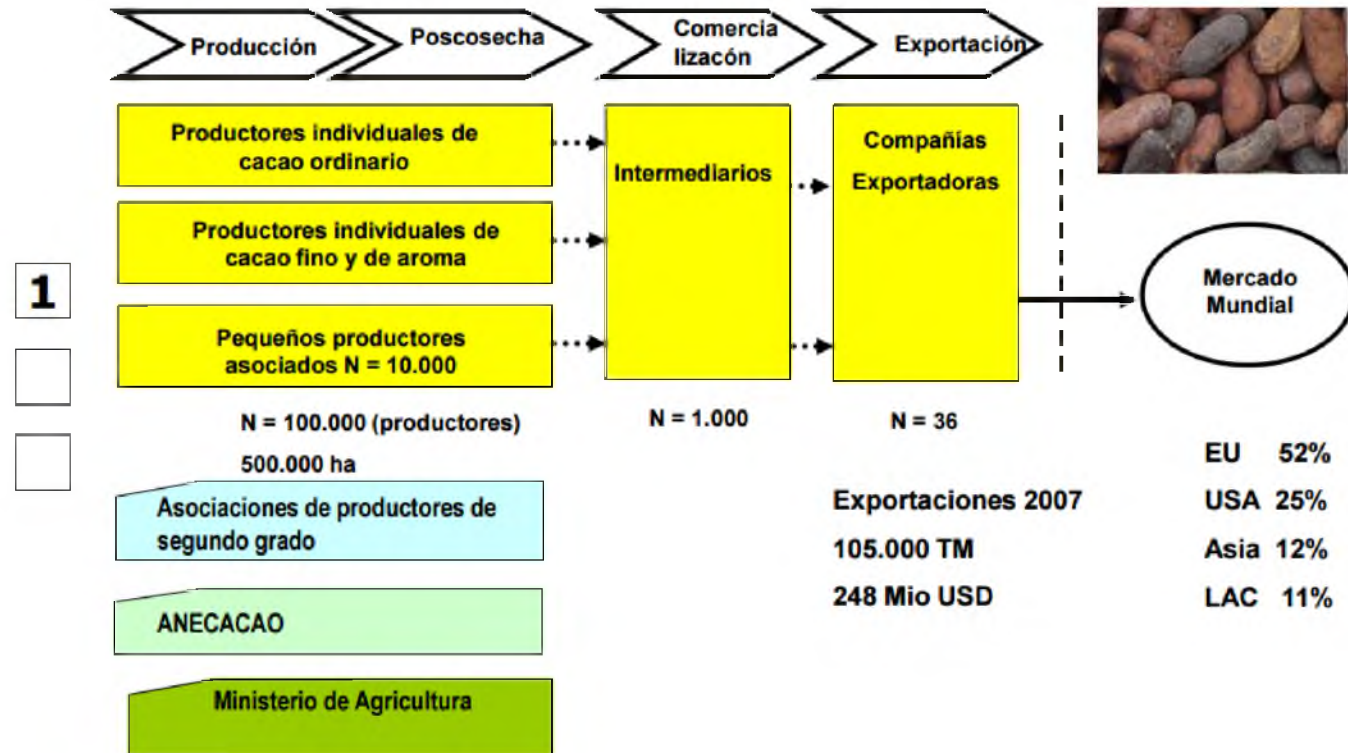 Producción
Poscosecha
Comercia
lizacón
Exportación
Productores individuales de
cacao ordinario
Productores individuales de
cacao fino y de aroma
Pequeños productores
asociados N = 10.000
Intermediarios
Compañías
Exportadoras
Mercado
Mundial
1
N = 100.000 (productores)
500.000 ha
N = 1.000
N = 36
Asociaciones de productores de
segundo grado
ANECACAO
Ministerio de Agricultura
Exportaciones 2007
105.000 TM
248 Mio USD
EU 52%
USA 25%
Asia 12%
LAC 11%